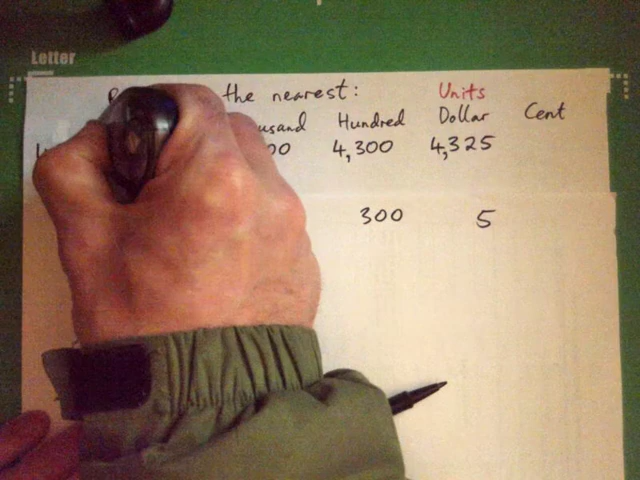 Letter
the nearest: Units
Hundred Dollar Cent
4,300 4,325
300 5